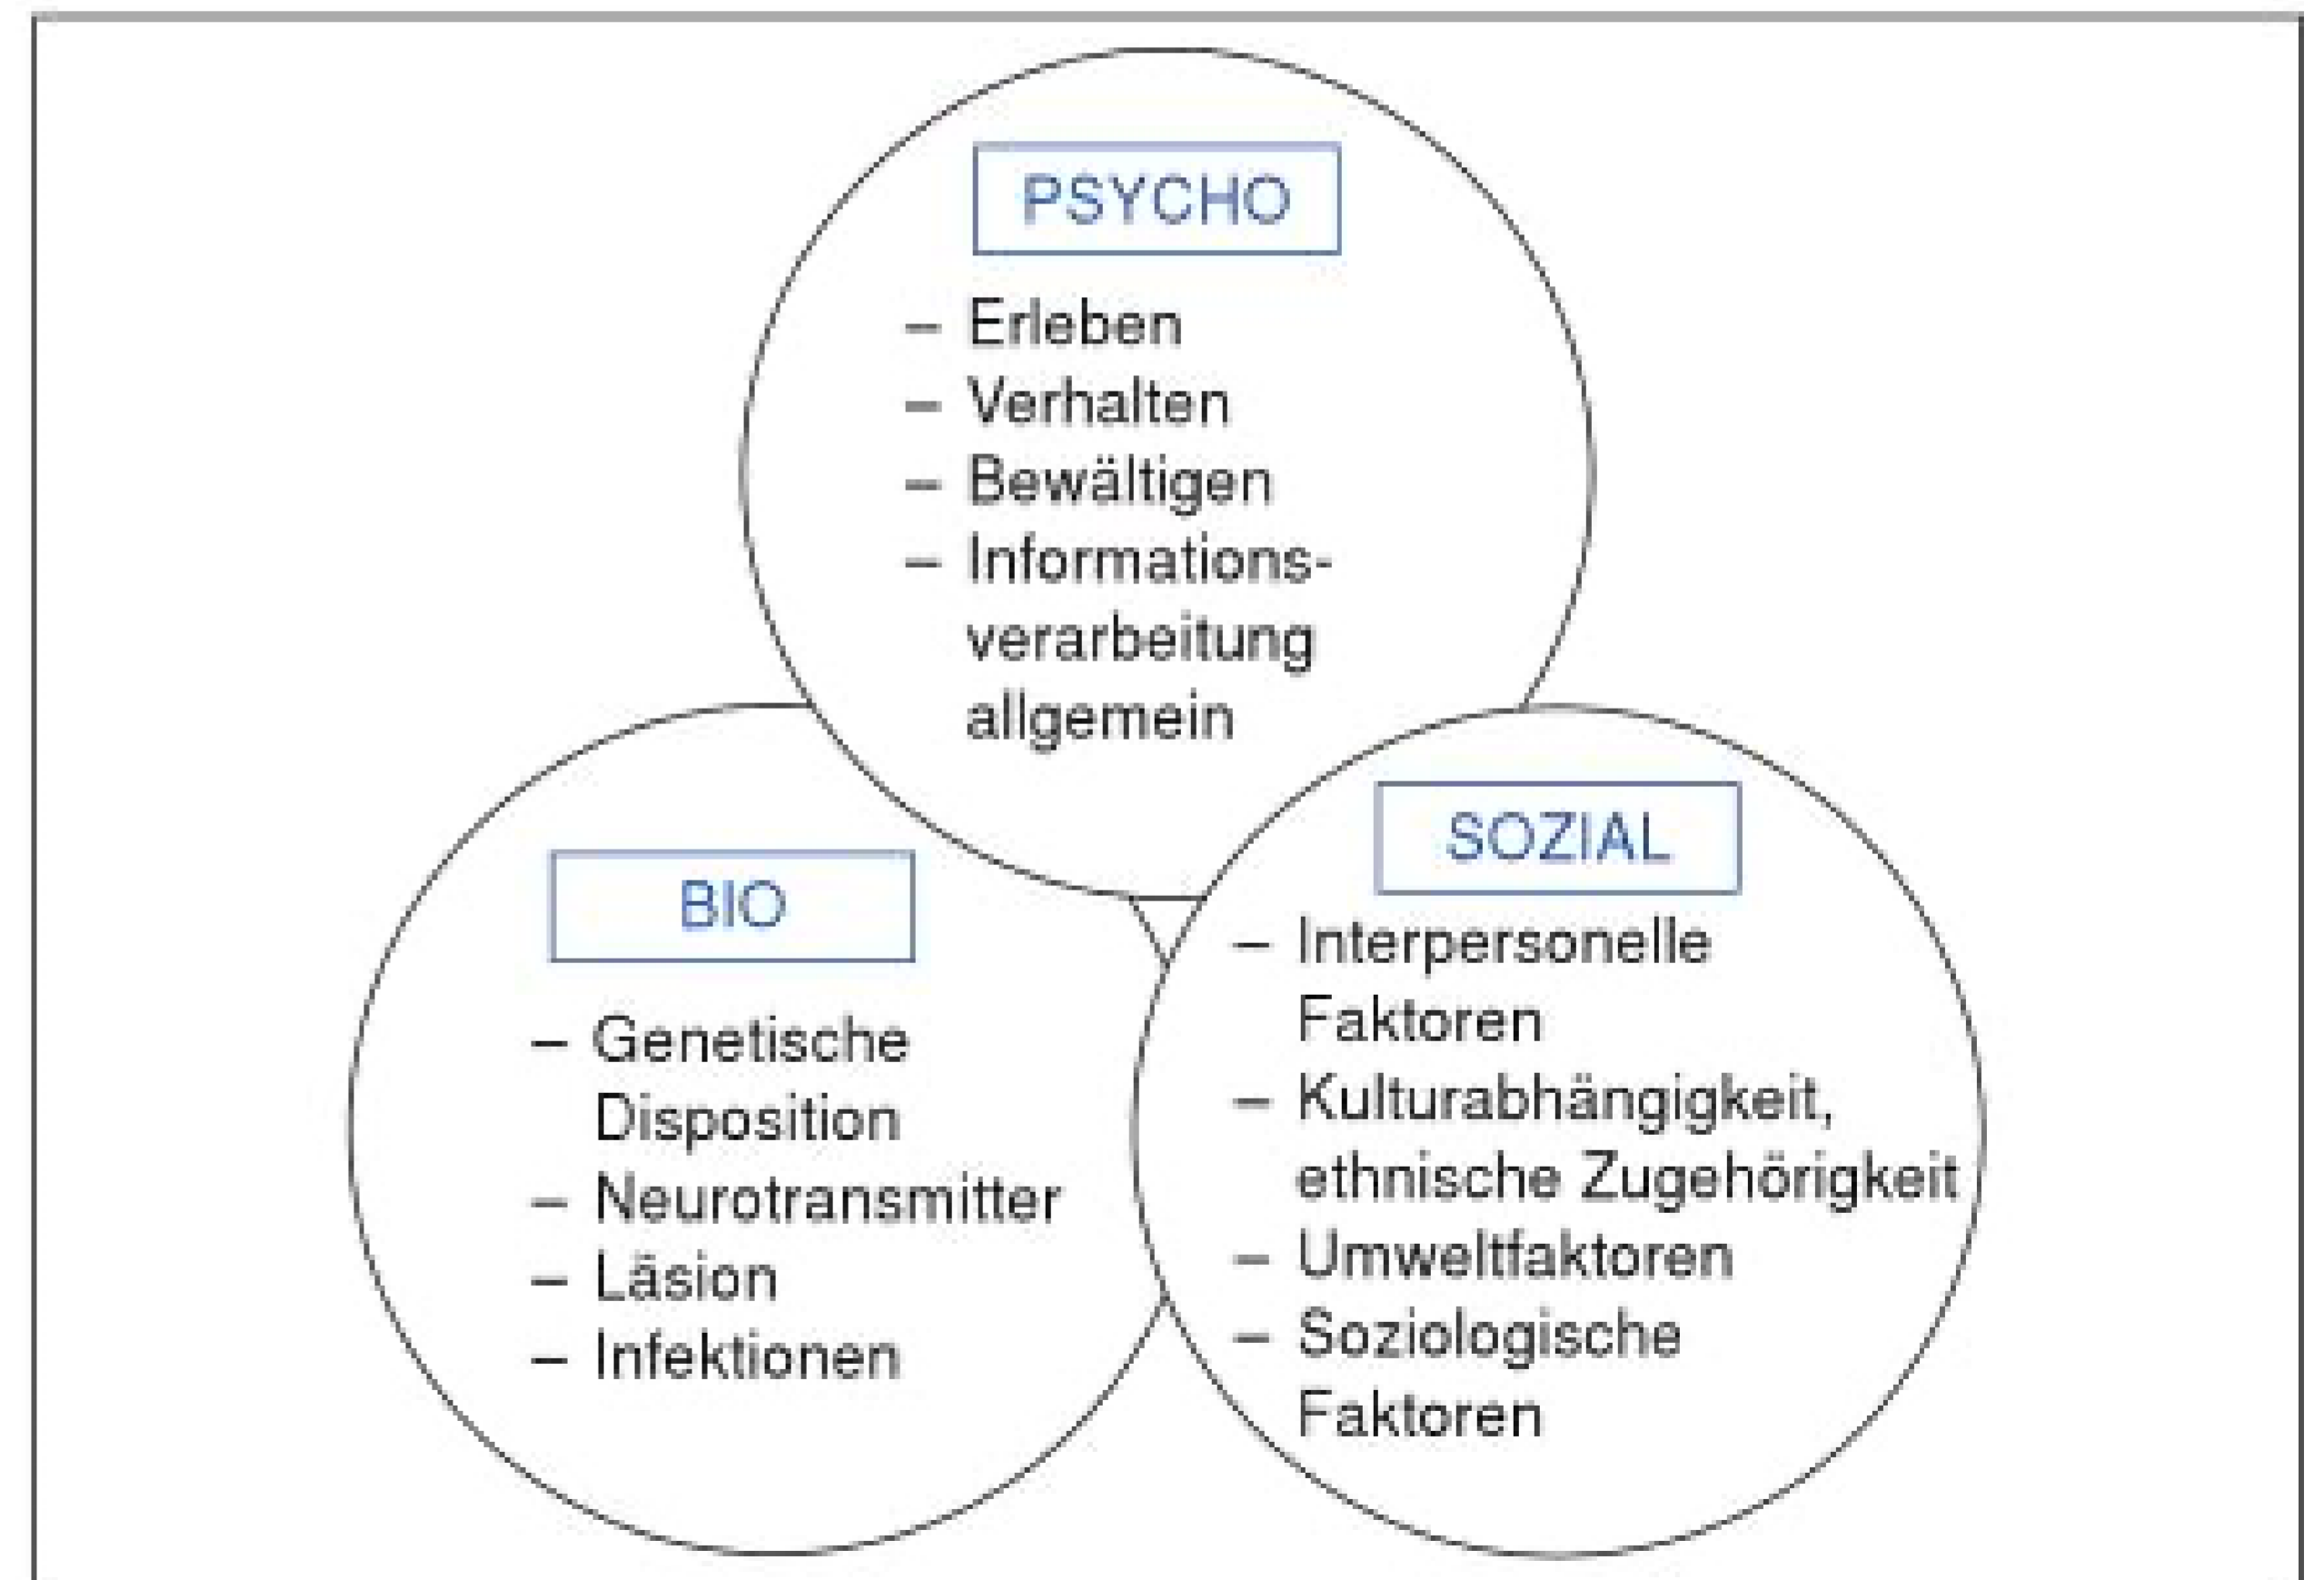 PSYCHO
– Erleben
– Verhalten
– Bewältigen
– Informations-
verarbeitung
allgemein
BIO
– Genetische
Disposition
– Neurotransmitter
– Läsion
– Infektionen
SOZIAL
– Interpersonelle
Faktoren
– Kulturabhängigkeit,
ethnische Zugehörigkeit
– Umweltfaktoren
– Soziologische
Faktoren